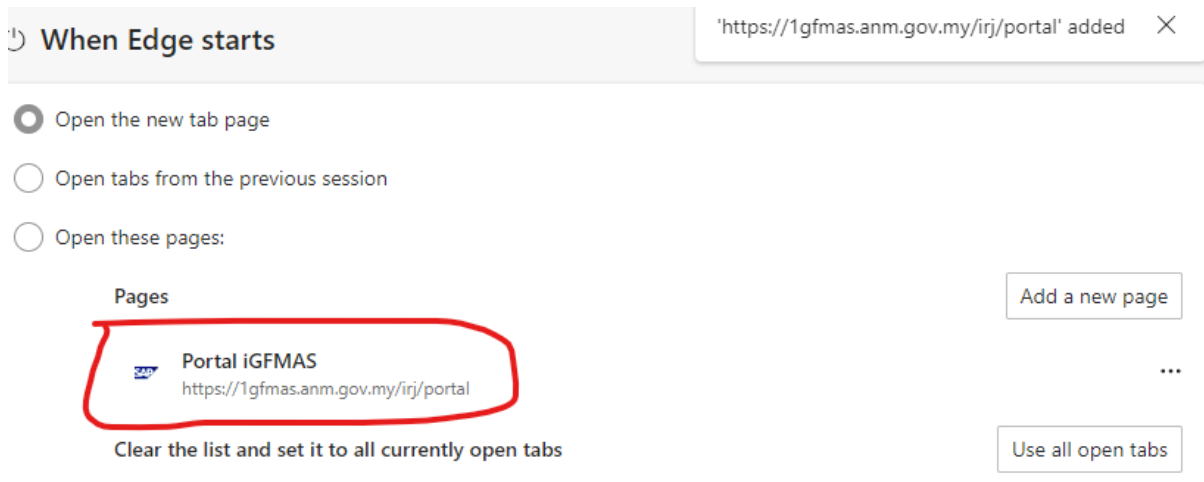 When Edge starts
'https://1gfmas.anm.gov.my/irj/portal' added
Open the new tab page
Open tabs from the previous session
Open these pages:
Pages
Add a new page
SAP
Portal iGFMAS
https://1gfmas.anm.gov.my/irj/portal
Clear the list and set it to all currently open tabs
Use all open tabs